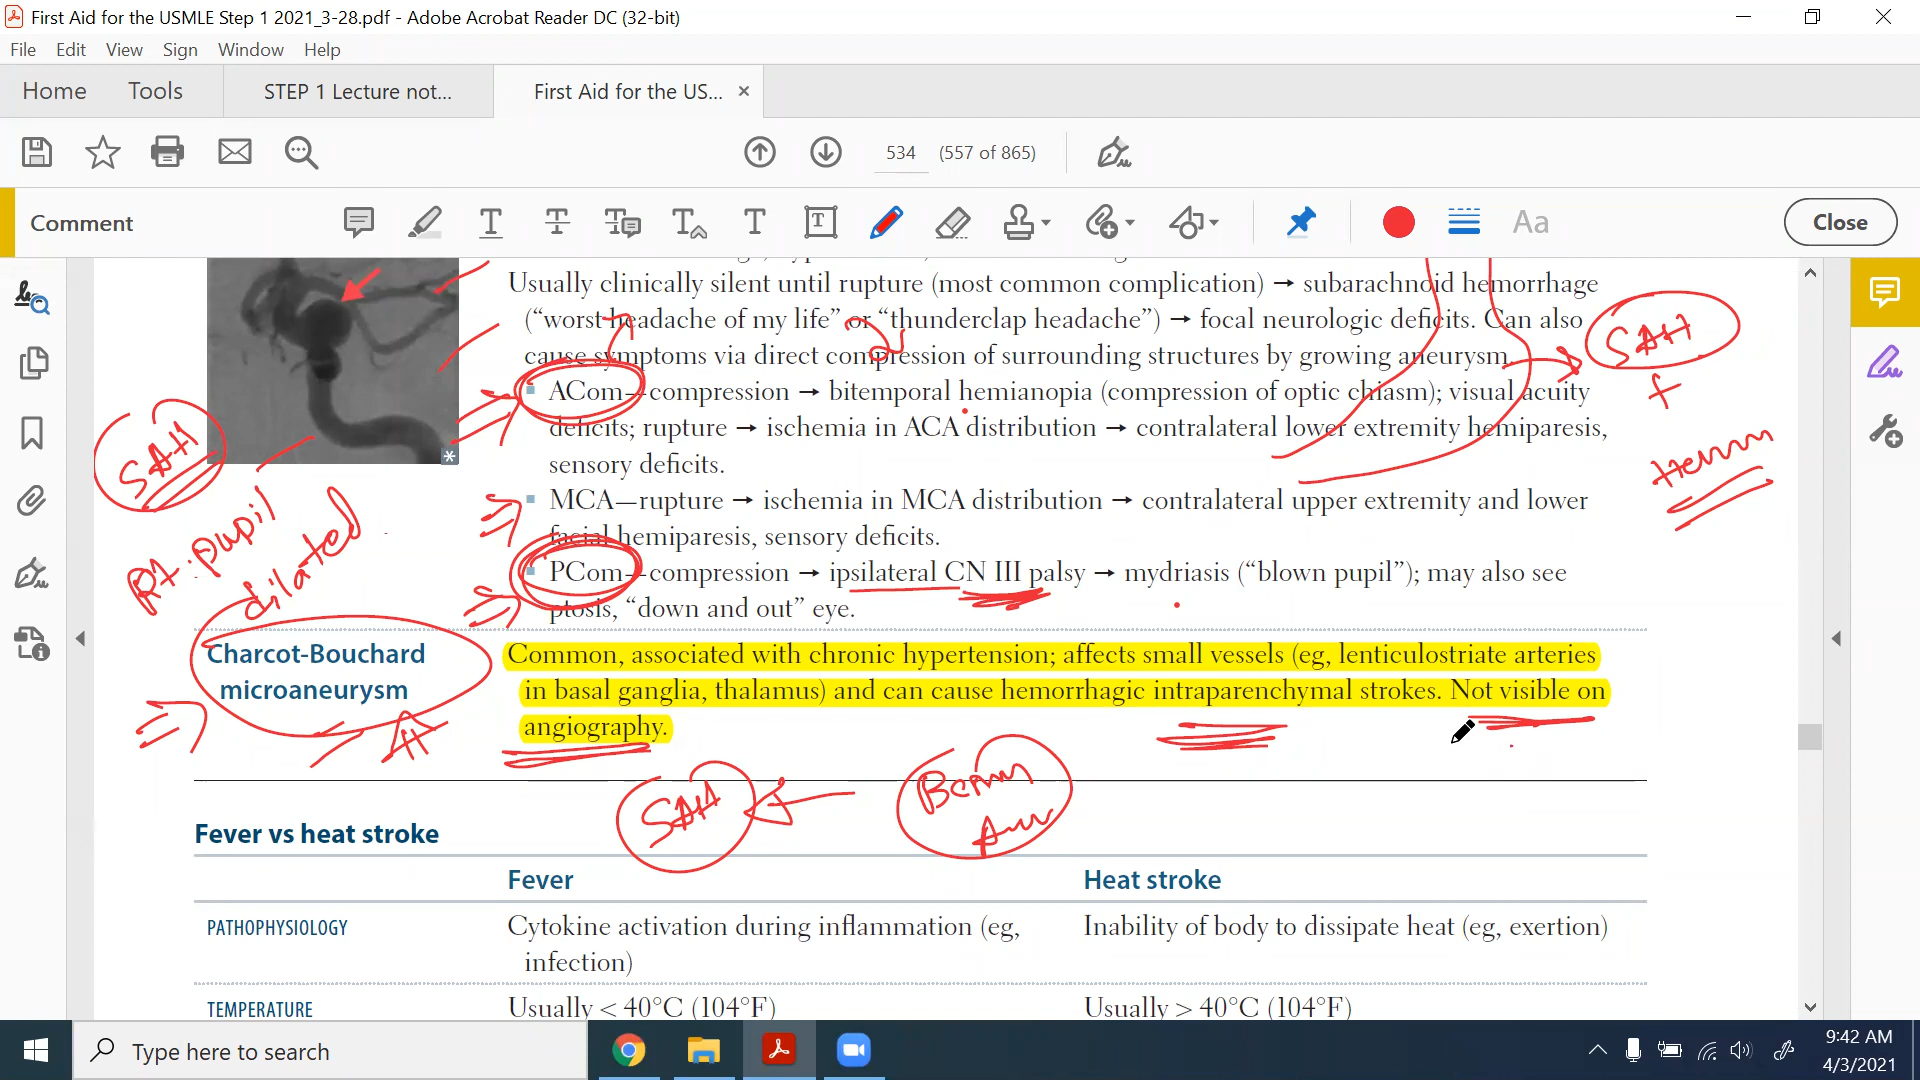 First Aid for the USMLE Step 1 2021_3-28.pdf - Adobe Acrobat Reader DC (32-bit)
File Edit View Sign Window Help
Home Tools STEP 1 Lecture not... First Aid for the US... ×
534 (557 of 865)
Comment Aa Close
Usually clinically silent until rupture (most common complication) → subarachnoid hemorrhage
(“worst headache of my life” or “thunderclap headache”) → focal neurologic deficits. Can also
cause symptoms via direct compression of surrounding structures by growing aneurysm.
SAH
ACom—compression → bitemporal hemianopia (compression of optic chiasm); visual acuity
deficits; rupture → ischemia in ACA distribution → contralateral lower extremity hemiparesis,
sensory deficits.
SAH
MCA—rupture → ischemia in MCA distribution → contralateral upper extremity and lower
facial hemiparesis, sensory deficits.
Rt. pupil
dilated
PCom—compression → ipsilateral CN III palsy → mydriasis (“blown pupil”); may also see
ptosis, “down and out” eye.
Charcot-Bouchard
microaneurysm
Common, associated with chronic hypertension; affects small vessels (eg, lenticulostriate arteries
in basal ganglia, thalamus) and can cause hemorrhagic intraparenchymal strokes. Not visible on
angiography.
SAH
Fever vs heat stroke
Fever Heat stroke
PATHOPHYSIOLOGY Cytokine activation during inflammation (eg, Inability of body to dissipate heat (eg, exertion)
infection)
TEMPERATURE Usually < 40°C (104°F) Usually > 40°C (104°F)
Type here to search
9:42 AM
4/3/2021